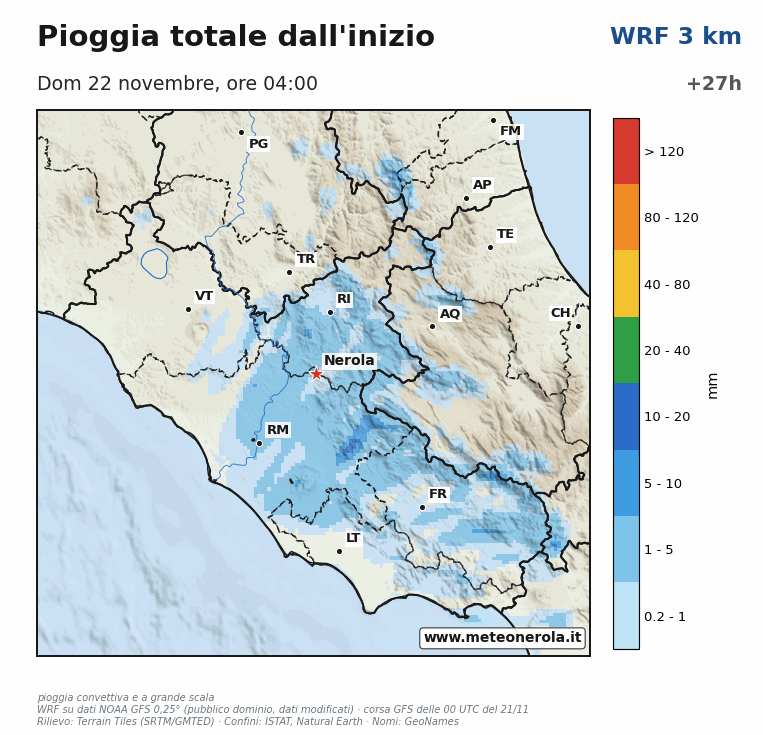 Pioggia totale dall'inizio
WRF 3 km
Dom 22 novembre, ore 04:00
+27h
FM
PG
AP
TE
TR
VT
RI
AQ
CH
Nerola
RM
FR
LT
www.meteonerola.it
> 120
80 - 120
40 - 80
20 - 40
10 - 20
5 - 10
1 - 5
0.2 - 1
mm
pioggia convettiva e a grande scala
WRF su dati NOAA GFS 0,25° (pubblico dominio, dati modificati) · corsa GFS delle 00 UTC del 21/11
Rilievo: Terrain Tiles (SRTM/GMTED) · Confini: ISTAT, Natural Earth · Nomi: GeoNames